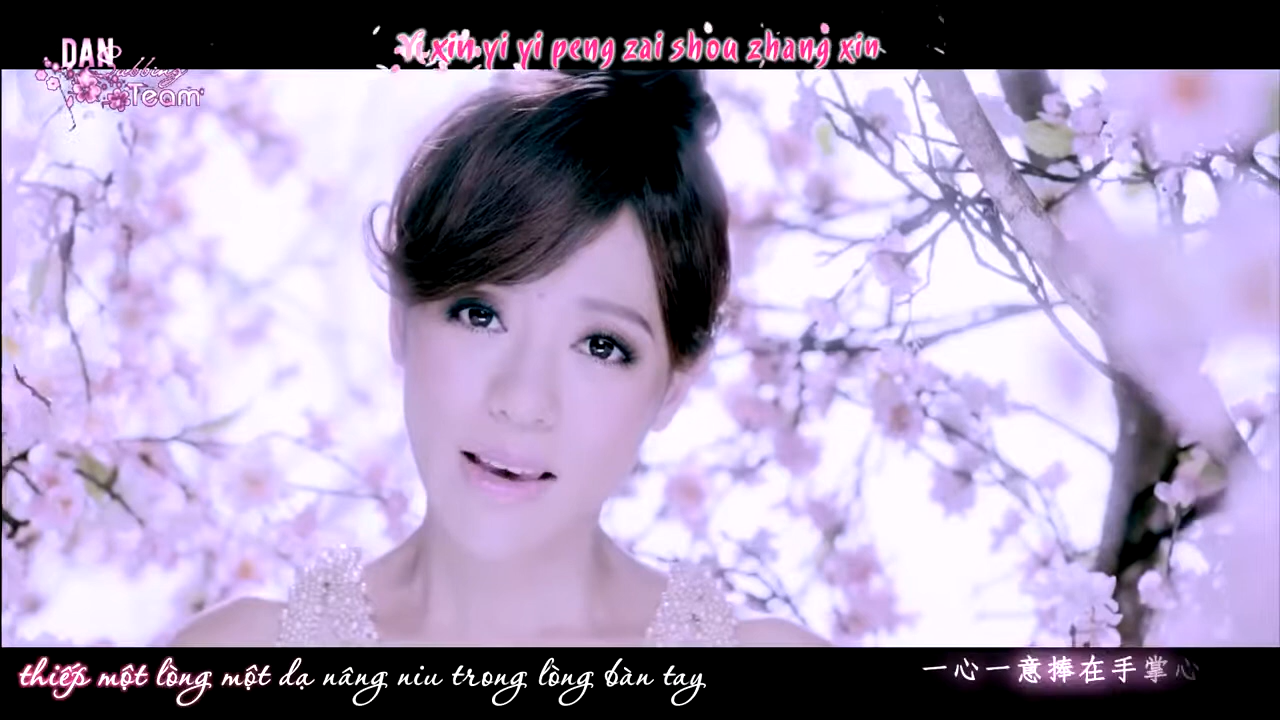 Yi xin yi yi peng zai shou zhang xin
DAN
Subbing
Team
thiếp một lòng một dạ nâng niu trong lòng bàn tay
一心一意捧在手掌心